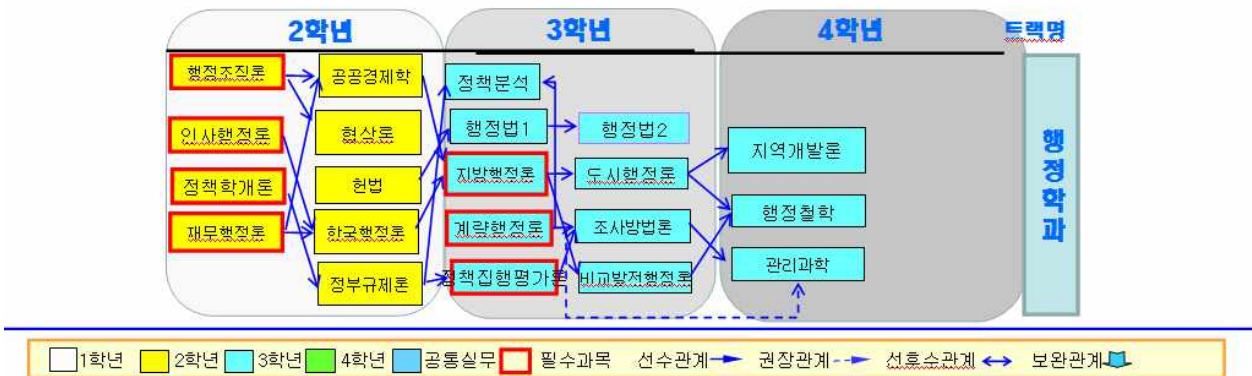 2학년
3학년
4학년
트랙명
행정조직론
공공경제학
정책분석
인사행정론
형산로
행정법1
행정법2
지역개발론
정책학개론
헌법
지방행정론
도시행정로
행정철학
재무행정론
한국행정론
계략행정로
조사방법론
관리과학
정부규제론
정책집행평가론
비교발전행정론
행정학과
1학년 2학년 3학년 4학년 공통실무 필수과목 선수관계 권장관계 선호수관계 보완관계